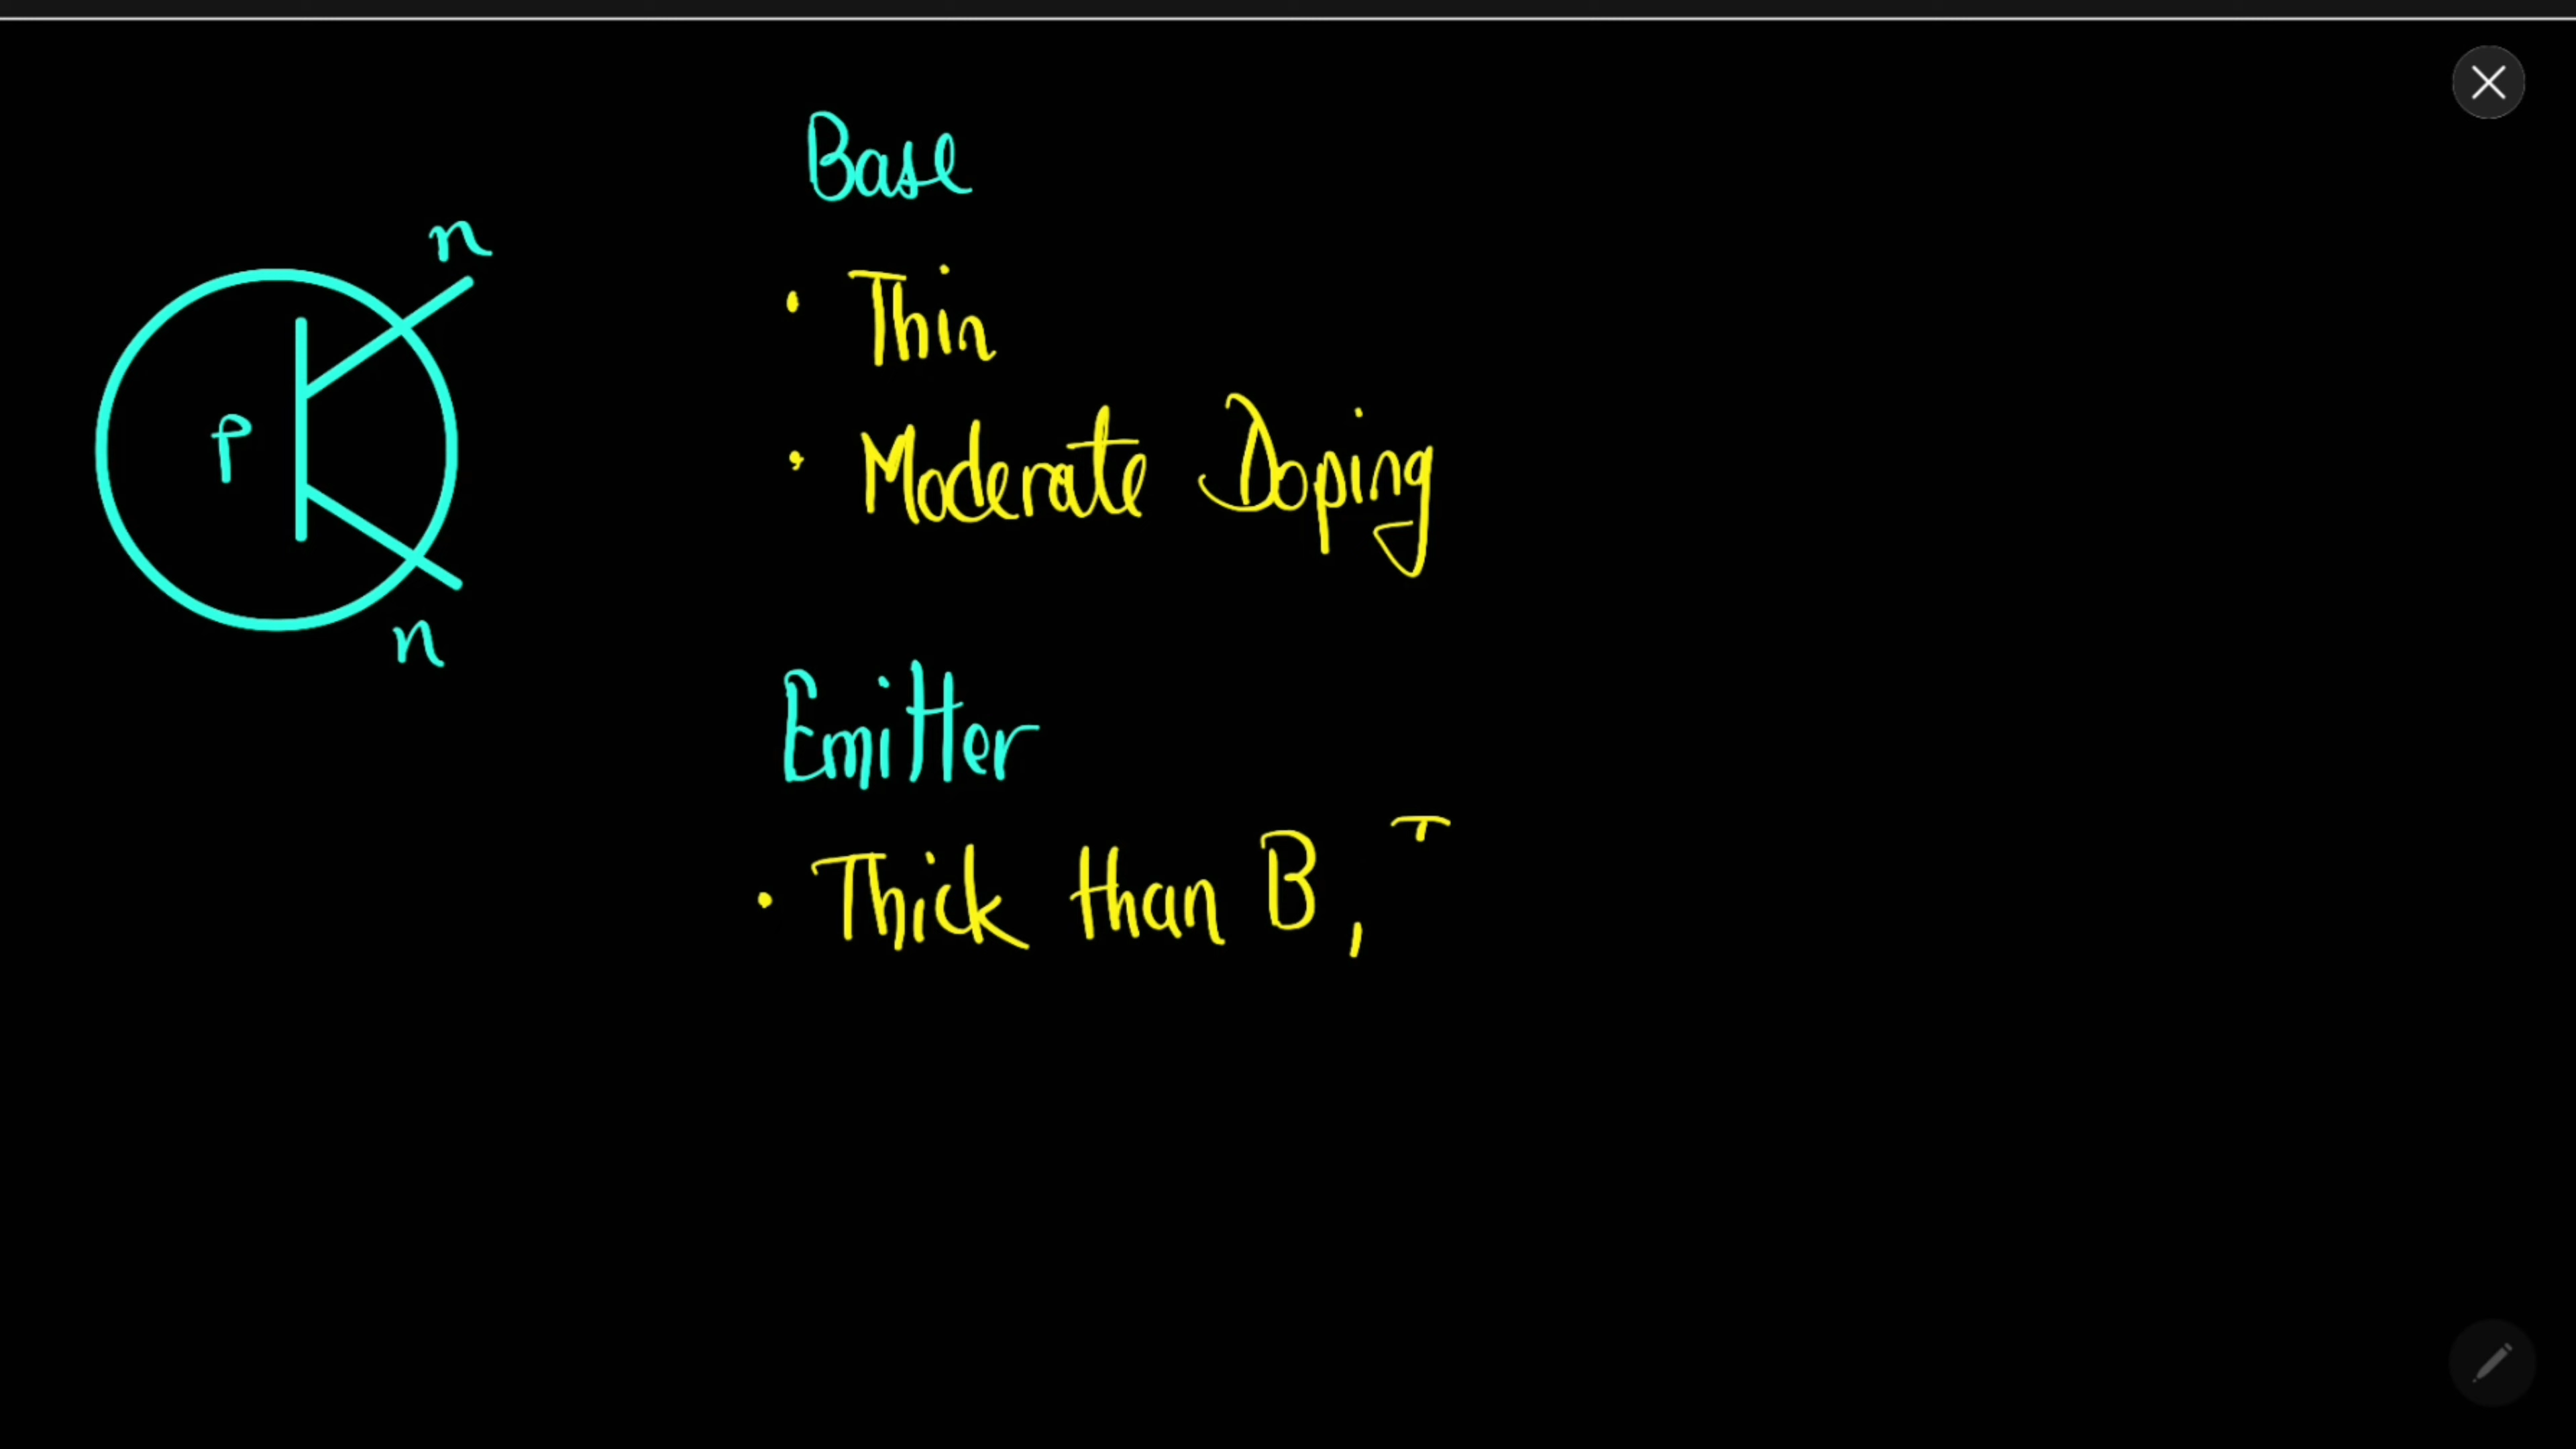 Base
n
• Thin
P
• Moderate Doping
n
Emitter
• Thick than B, T